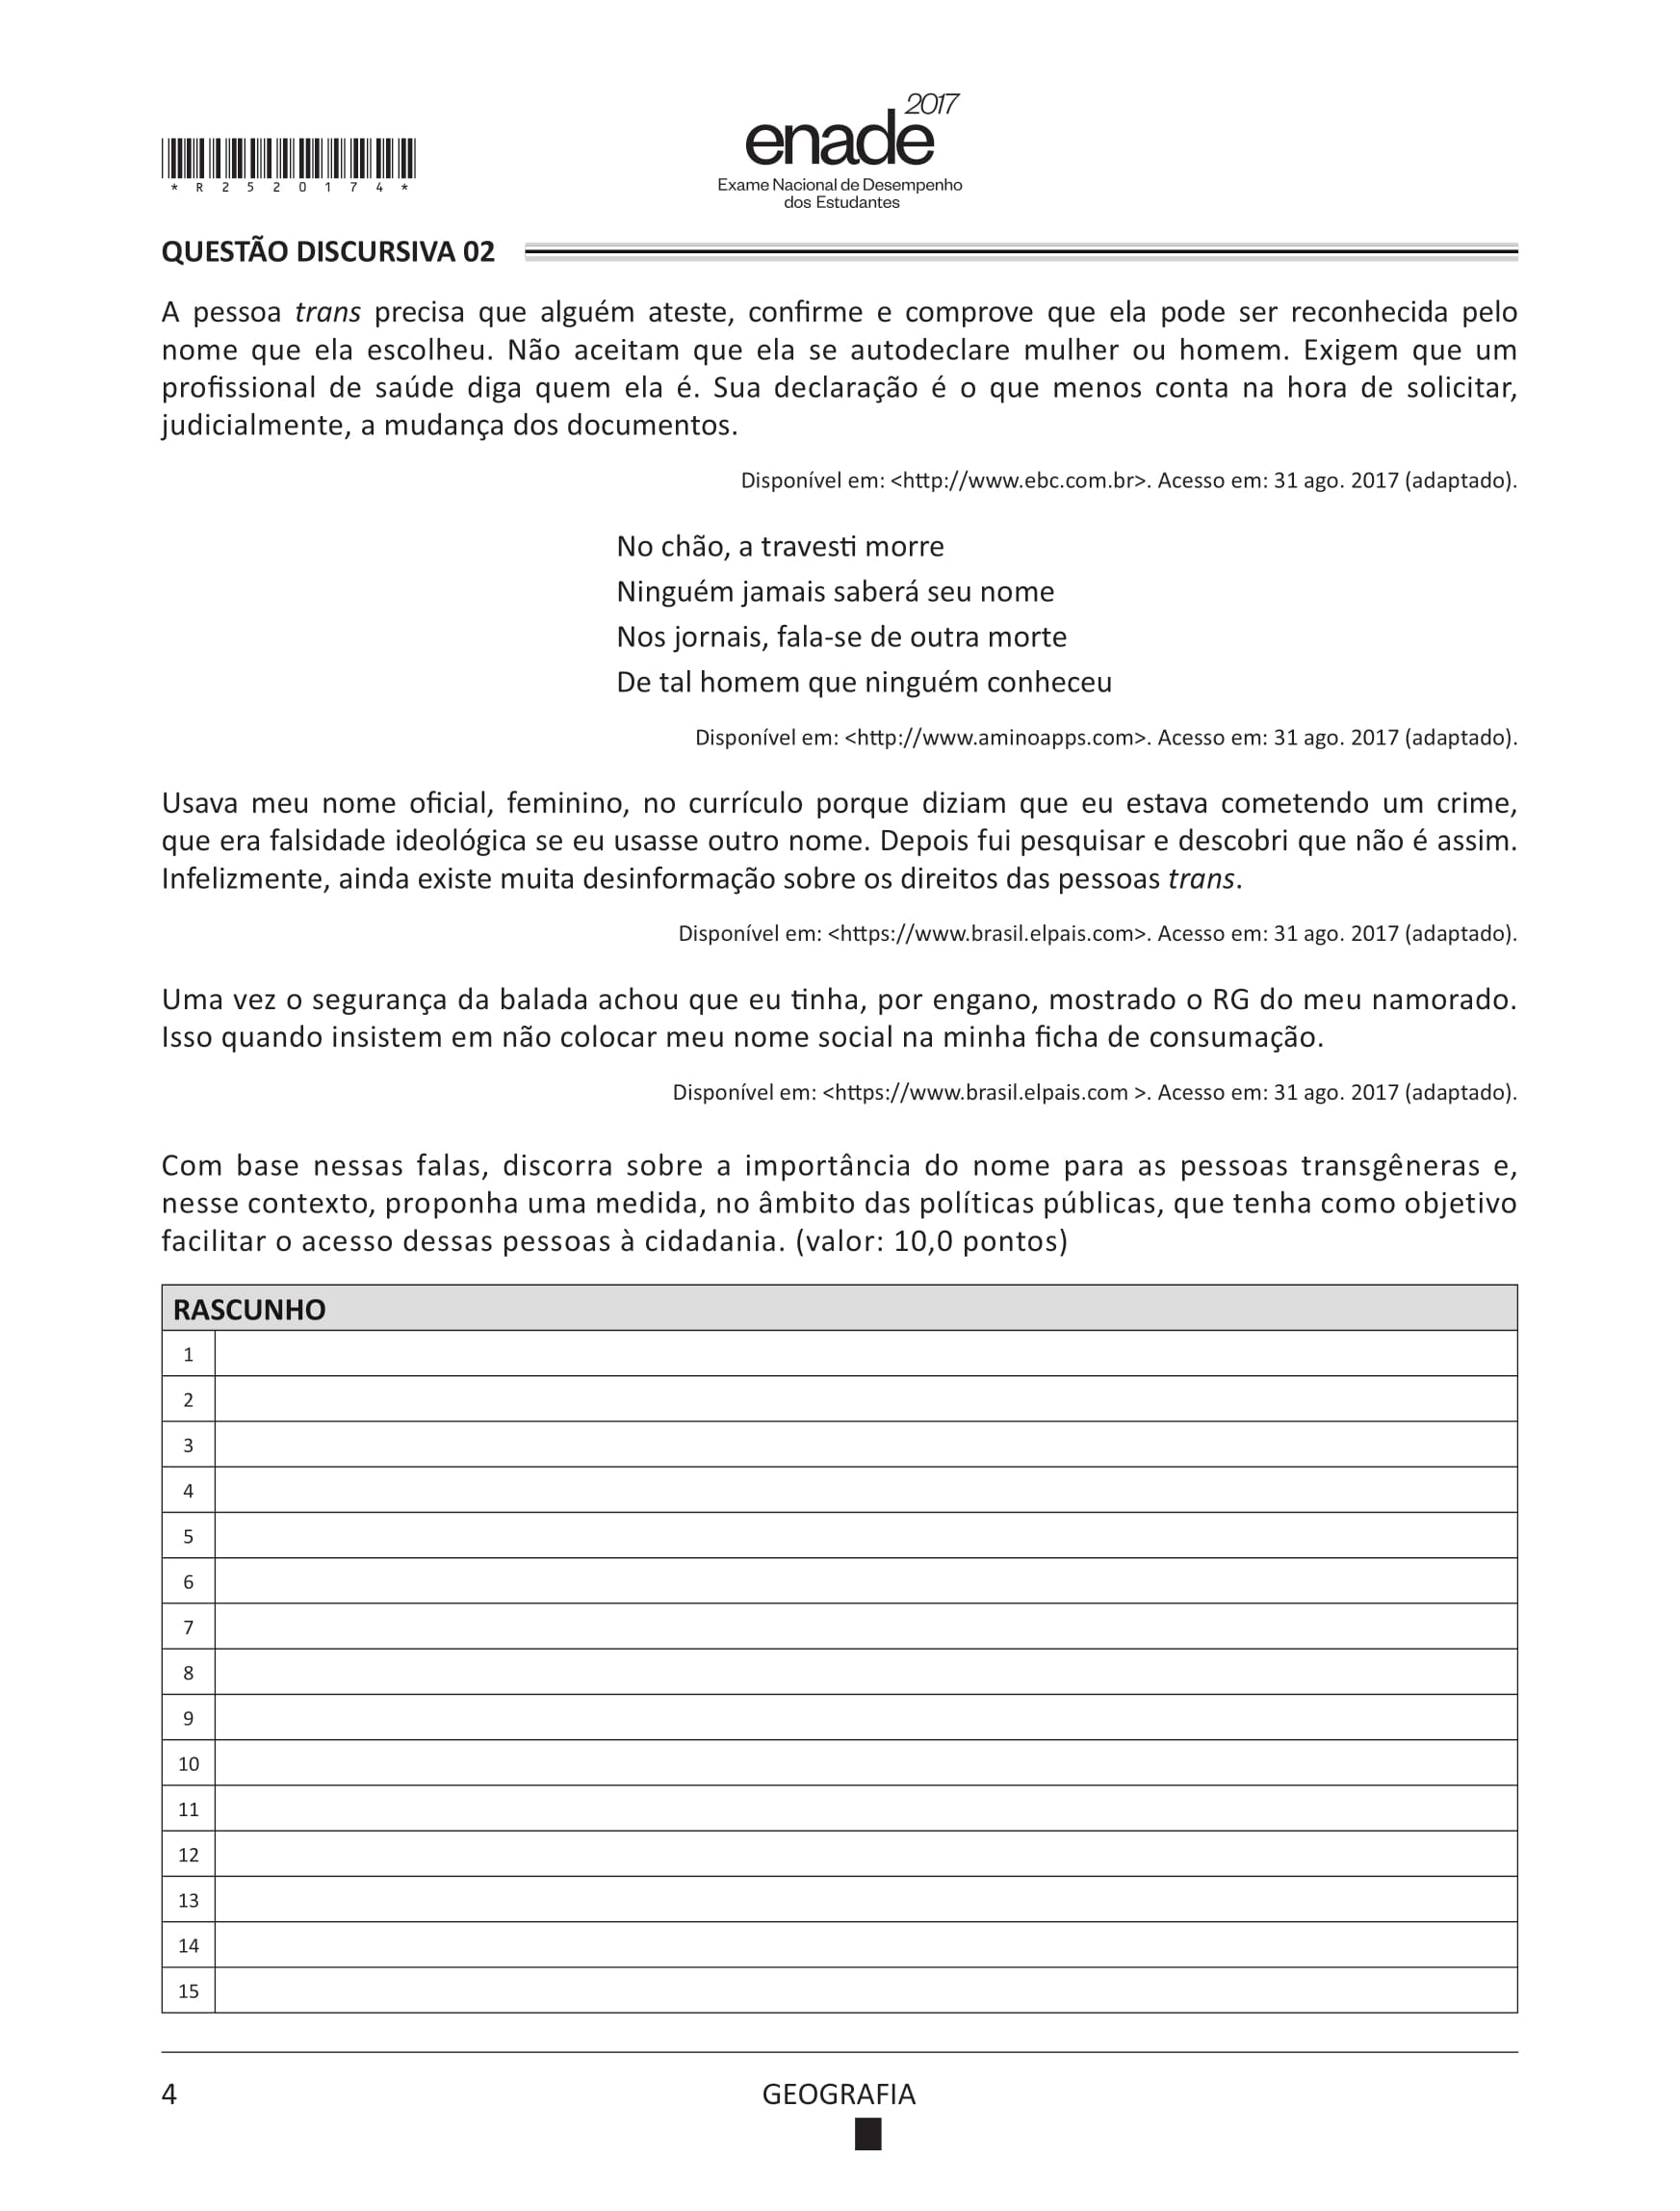 2017
enade
Exame Nacional de Desempenho
dos Estudantes
* R 2 5 2 0 1 7 4 *
QUESTÃO DISCURSIVA 02
A pessoa trans precisa que alguém ateste, confirme e comprove que ela pode ser reconhecida pelo
nome que ela escolheu. Não aceitam que ela se autodeclare mulher ou homem. Exigem que um
profissional de saúde diga quem ela é. Sua declaração é o que menos conta na hora de solicitar,
judicialmente, a mudança dos documentos.
Disponível em: <http://www.ebc.com.br>. Acesso em: 31 ago. 2017 (adaptado).
No chão, a travesti morre
Ninguém jamais saberá seu nome
Nos jornais, fala-se de outra morte
De tal homem que ninguém conheceu
Disponível em: <http://www.aminoapps.com>. Acesso em: 31 ago. 2017 (adaptado).
Usava meu nome oficial, feminino, no currículo porque diziam que eu estava cometendo um crime,
que era falsidade ideológica se eu usasse outro nome. Depois fui pesquisar e descobri que não é assim.
Infelizmente, ainda existe muita desinformação sobre os direitos das pessoas trans.
Disponível em: <https://www.brasil.elpais.com>. Acesso em: 31 ago. 2017 (adaptado).
Uma vez o segurança da balada achou que eu tinha, por engano, mostrado o RG do meu namorado.
Isso quando insistem em não colocar meu nome social na minha ficha de consumação.
Disponível em: <https://www.brasil.elpais.com >. Acesso em: 31 ago. 2017 (adaptado).
Com base nessas falas, discorra sobre a importância do nome para as pessoas transgêneras e,
nesse contexto, proponha uma medida, no âmbito das políticas públicas, que tenha como objetivo
facilitar o acesso dessas pessoas à cidadania. (valor: 10,0 pontos)
RASCUNHO
1
2
3
4
5
6
7
8
9
10
11
12
13
14
15
4
GEOGRAFIA